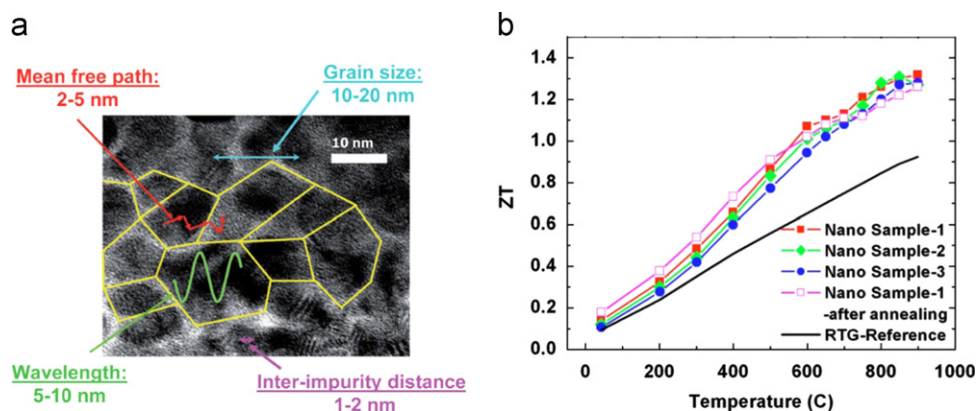 a
Mean free path:
2-5 nm
Grain size:
10-20 nm
10 nm
Wavelength:
5-10 nm
Inter-impurity distance
1-2 nm
b
1.4
1.2
1.0
0.8
0.6
0.4
0.2
0.0
ZT
0
200
400
600
800
1000
Temperature (C)
Nano Sample-1
Nano Sample-2
Nano Sample-3
Nano Sample-1
-after annealing
RTG-Reference